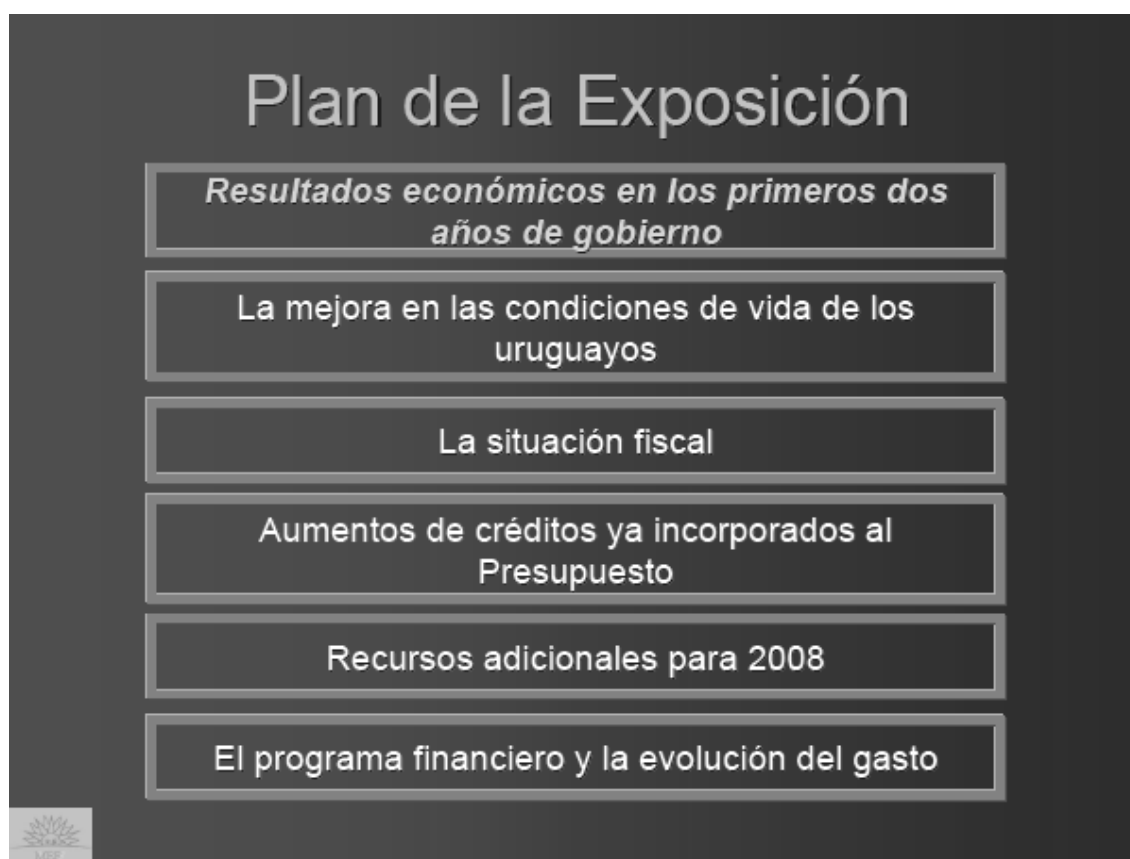 Plan de la Exposición
Resultados económicos en los primeros dos
años de gobierno
La mejora en las condiciones de vida de los
uruguayos
La situación fiscal
Aumentos de créditos ya incorporados al
Presupuesto
Recursos adicionales para 2008
El programa financiero y la evolución del gasto